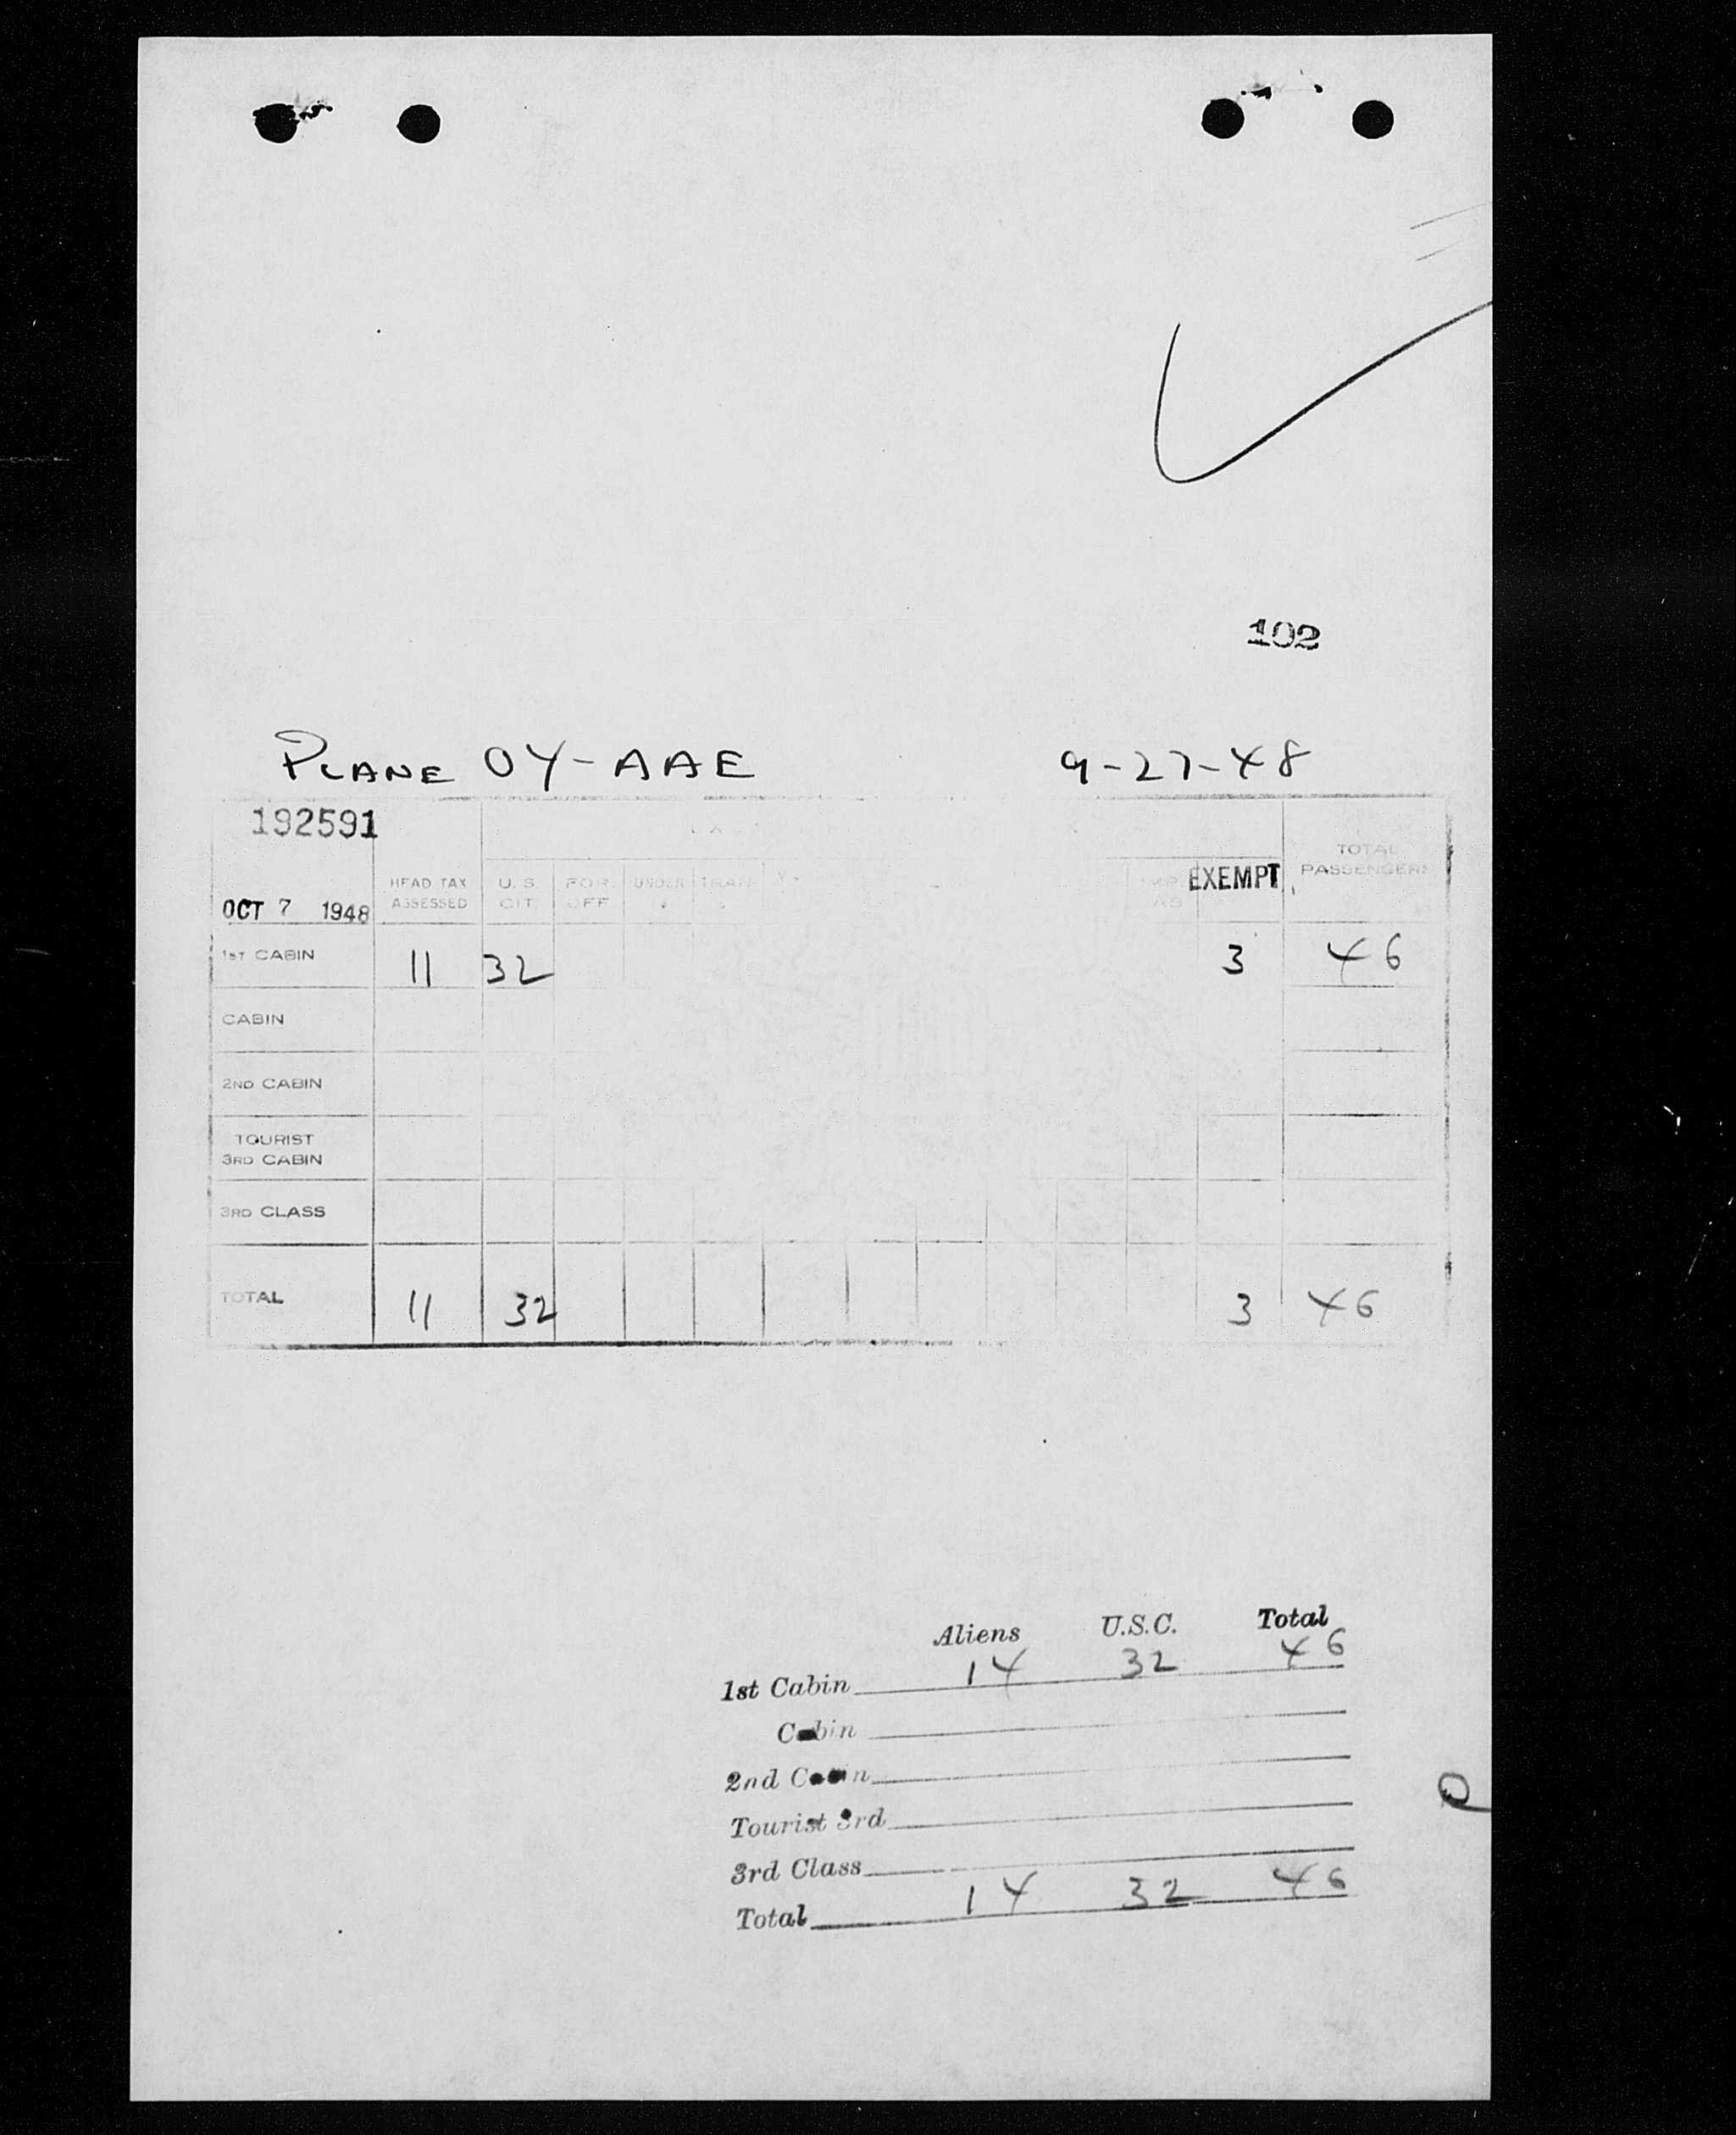 102
PLANE OY-AAE 9-27-48
192591
TOTAL PASSENGERS
HEAD TAX ASSESSED U.S. CIT. FOR. OFF UNDER TRAN- EXEMPT
OCT 7 1948
1ST CABIN 11 32 3 46
CABIN
2ND CABIN
TOURIST
3RD CABIN
3RD CLASS
TOTAL 11 32 3 46
Aliens U.S.C. Total
1st Cabin 14 32 46
Cabin
2nd Cabin
Tourist 3rd
3rd Class
Total 14 32 46